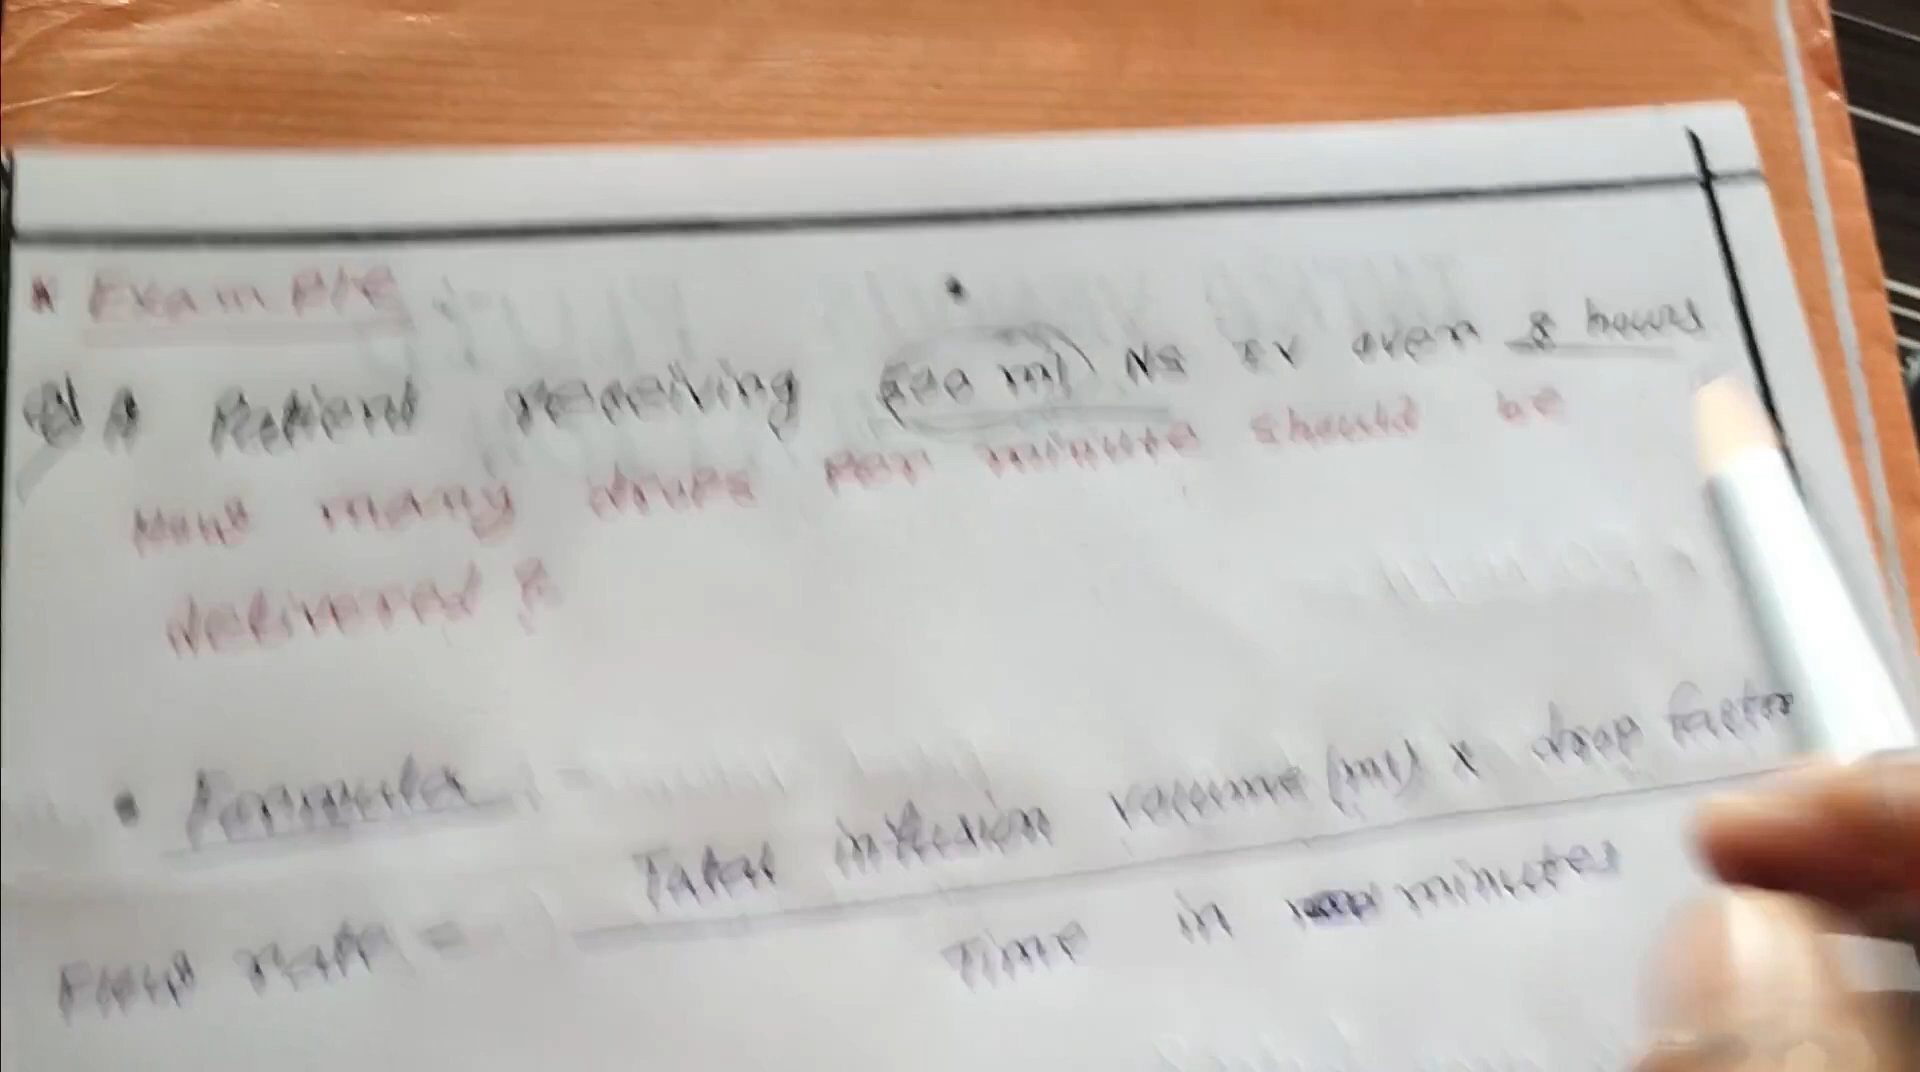 * Example
Q A Patient receiving 500 ml NS IV over 8 hours
How many drops per minute should be
delivered ?
• Formula
Total infusion volume (ml) x drop factor
Flow rate =
Time in minutes